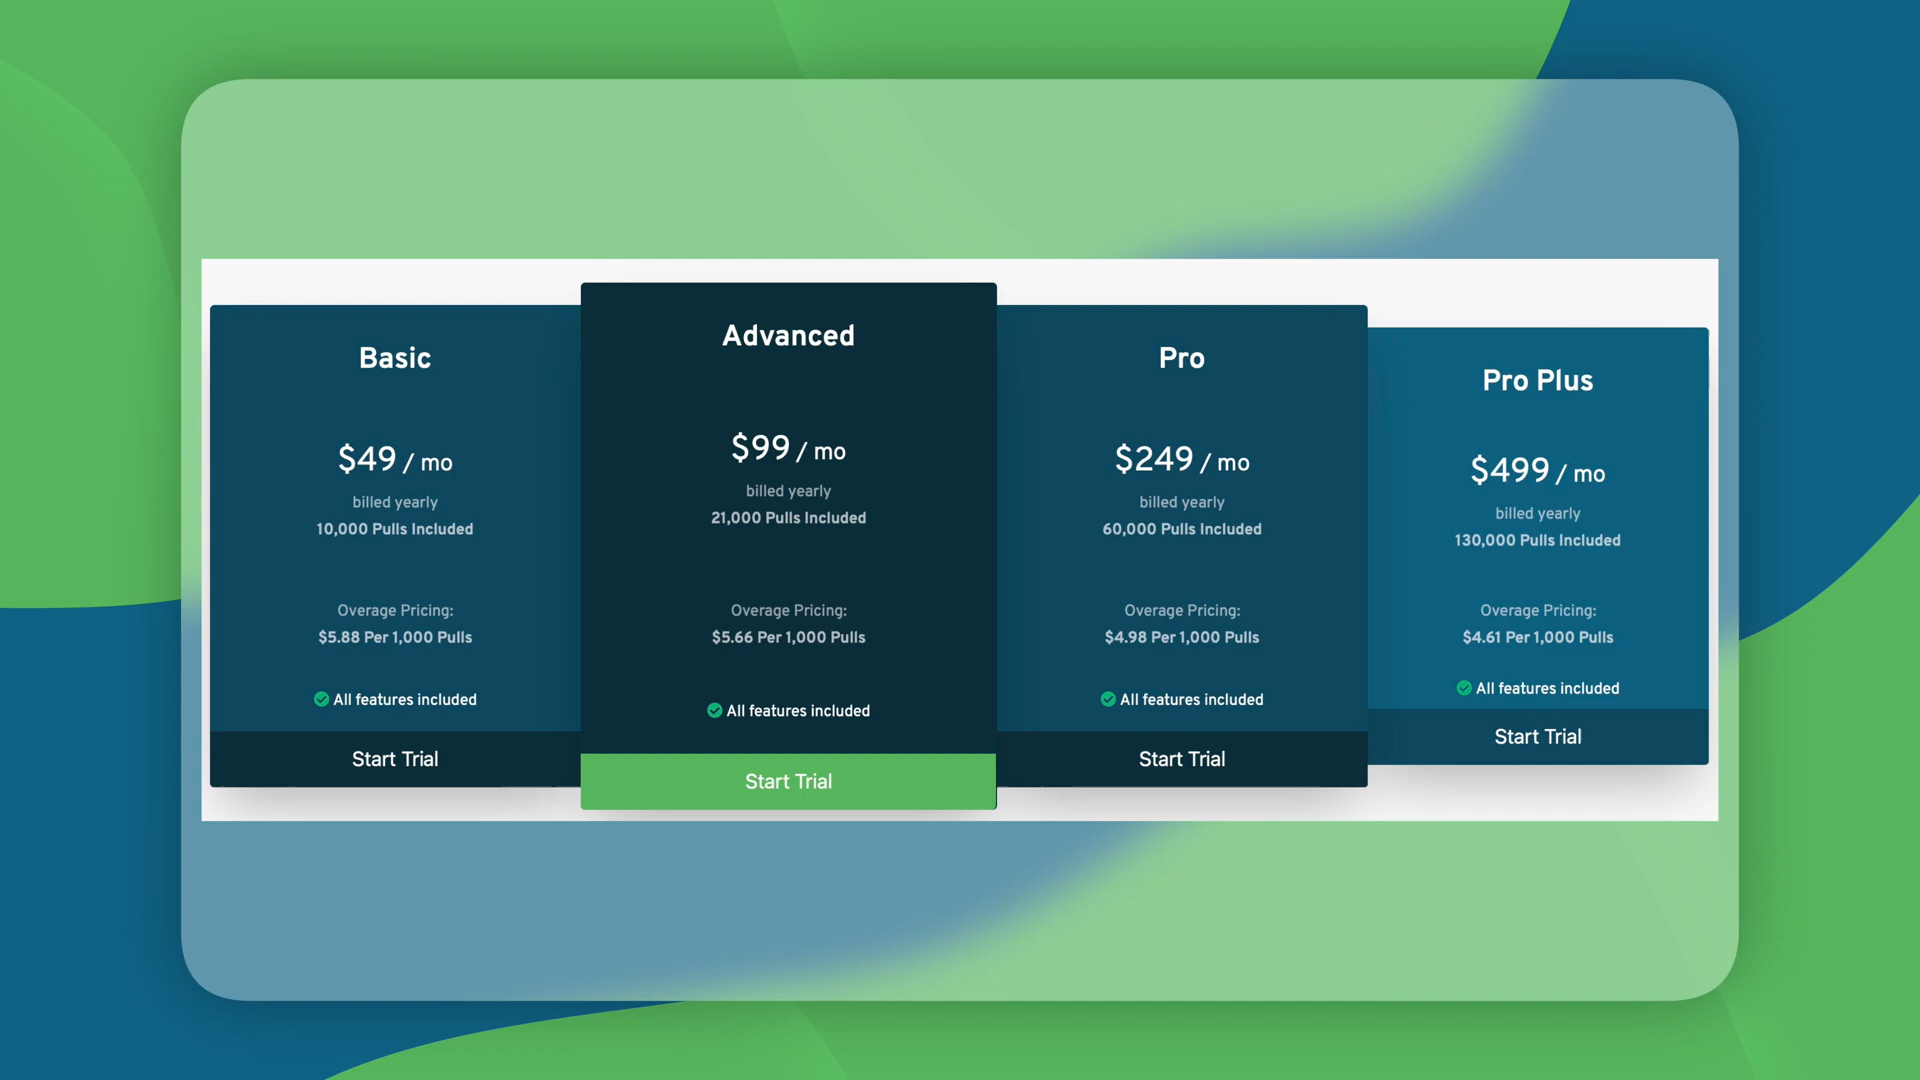 Basic
$49 / mo
billed yearly
10,000 Pulls Included
Overage Pricing:
$5.88 Per 1,000 Pulls
All features included
Start Trial
Advanced
$99 / mo
billed yearly
21,000 Pulls Included
Overage Pricing:
$5.66 Per 1,000 Pulls
All features included
Start Trial
Pro
$249 / mo
billed yearly
60,000 Pulls Included
Overage Pricing:
$4.98 Per 1,000 Pulls
All features included
Start Trial
Pro Plus
$499 / mo
billed yearly
130,000 Pulls Included
Overage Pricing:
$4.61 Per 1,000 Pulls
All features included
Start Trial